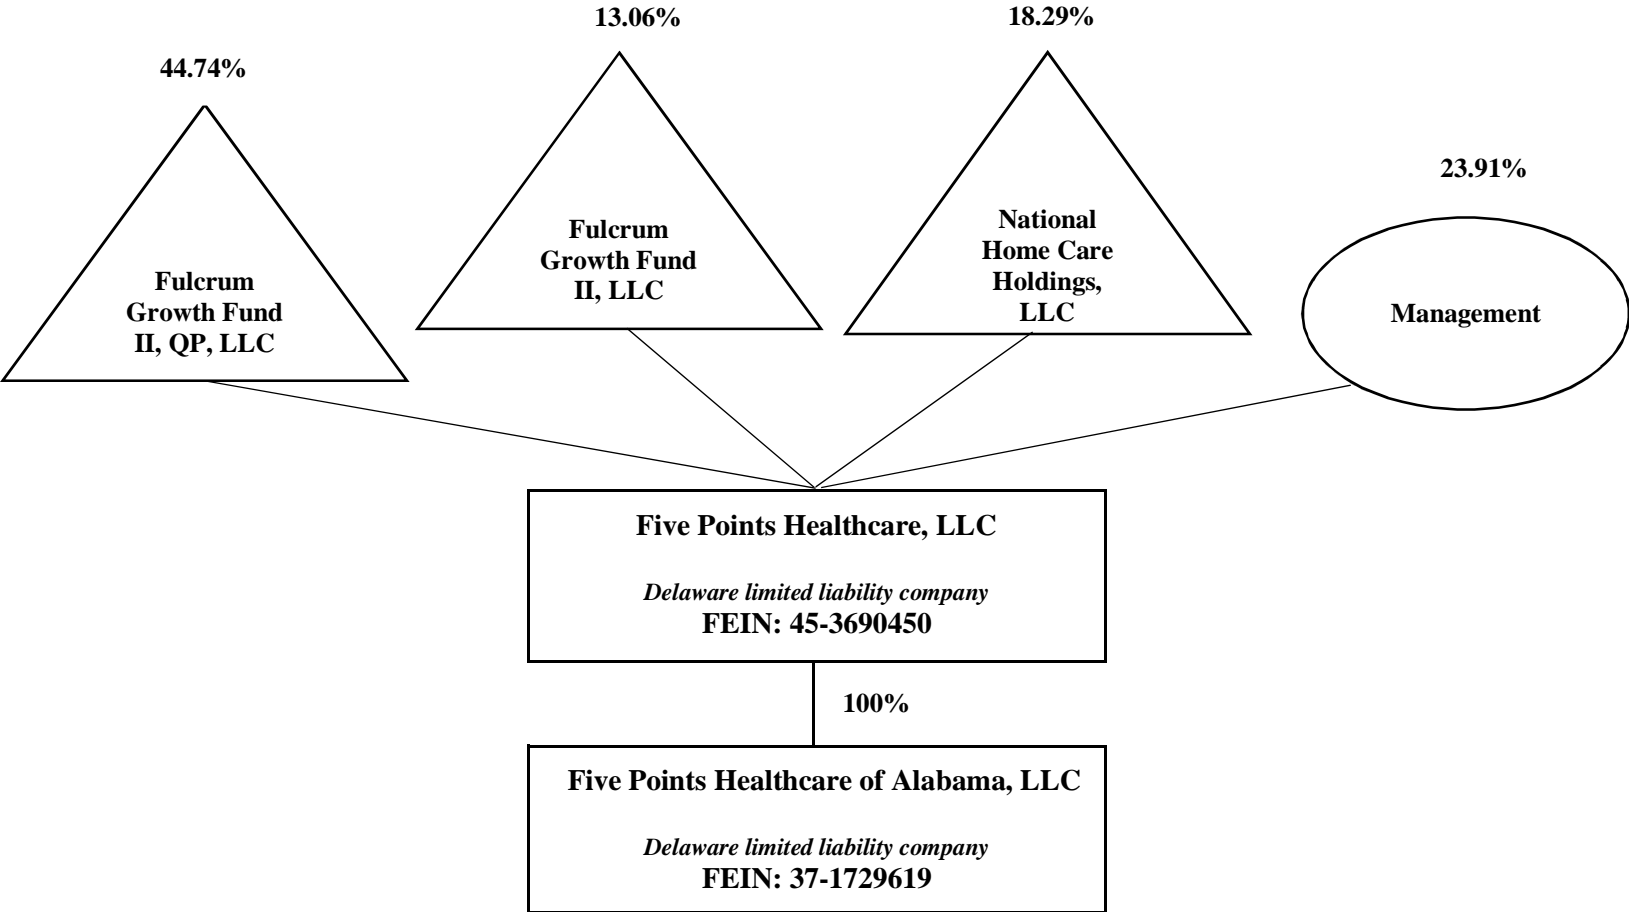 44.74%
13.06%
18.29%
23.91%
Fulcrum
Growth Fund
II, QP, LLC
Fulcrum
Growth Fund
II, LLC
National
Home Care
Holdings,
LLC
Management
Five Points Healthcare, LLC
Delaware limited liability company
FEIN: 45-3690450
100%
Five Points Healthcare of Alabama, LLC
Delaware limited liability company
FEIN: 37-1729619